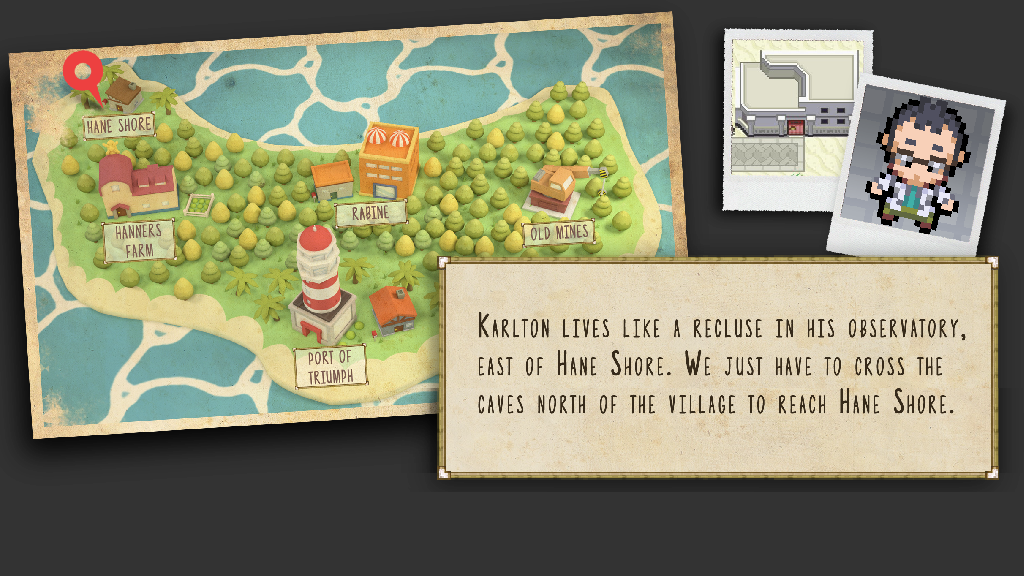 HANE SHORE
HANNERS
FARM
RABINE
OLD MINES
PORT OF
TRIUMPH
Karlton lives like a recluse in his observatory,
east of Hane Shore. We just have to cross the
caves north of the village to reach Hane Shore.